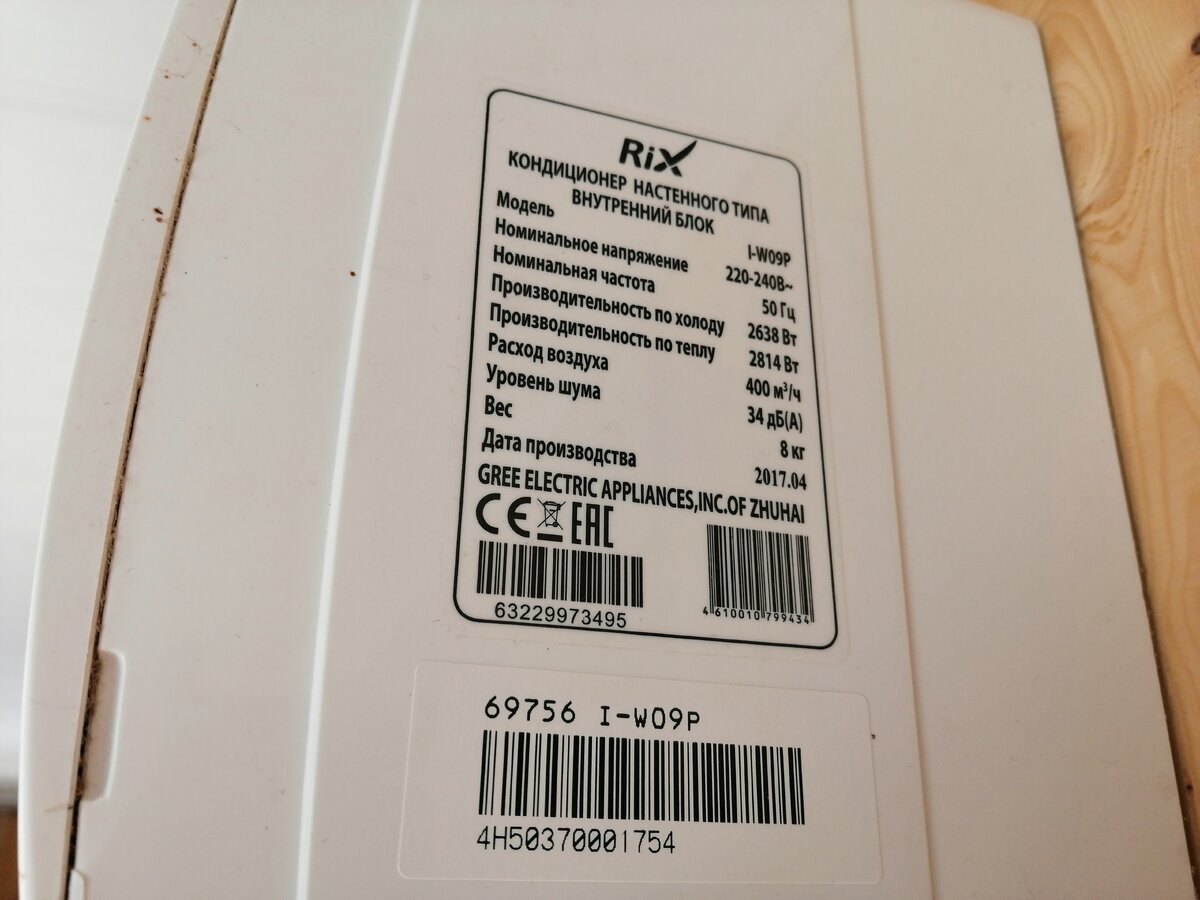 RiX
КОНДИЦИОНЕР НАСТЕННОГО ТИПА
ВНУТРЕННИЙ БЛОК
Модель I-W09P
Номинальное напряжение 220-240В~
Номинальная частота 50 Гц
Производительность по холоду 2638 Вт
Производительность по теплу 2814 Вт
Расход воздуха 400 м³/ч
Уровень шума 34 дБ(А)
Вес 8 кг
Дата производства 2017.04
GREE ELECTRIC APPLIANCES,INC.OF ZHUHAI
CE EAC
63229973495
4 610010 799434
69756 I-W09P
4H50370001754